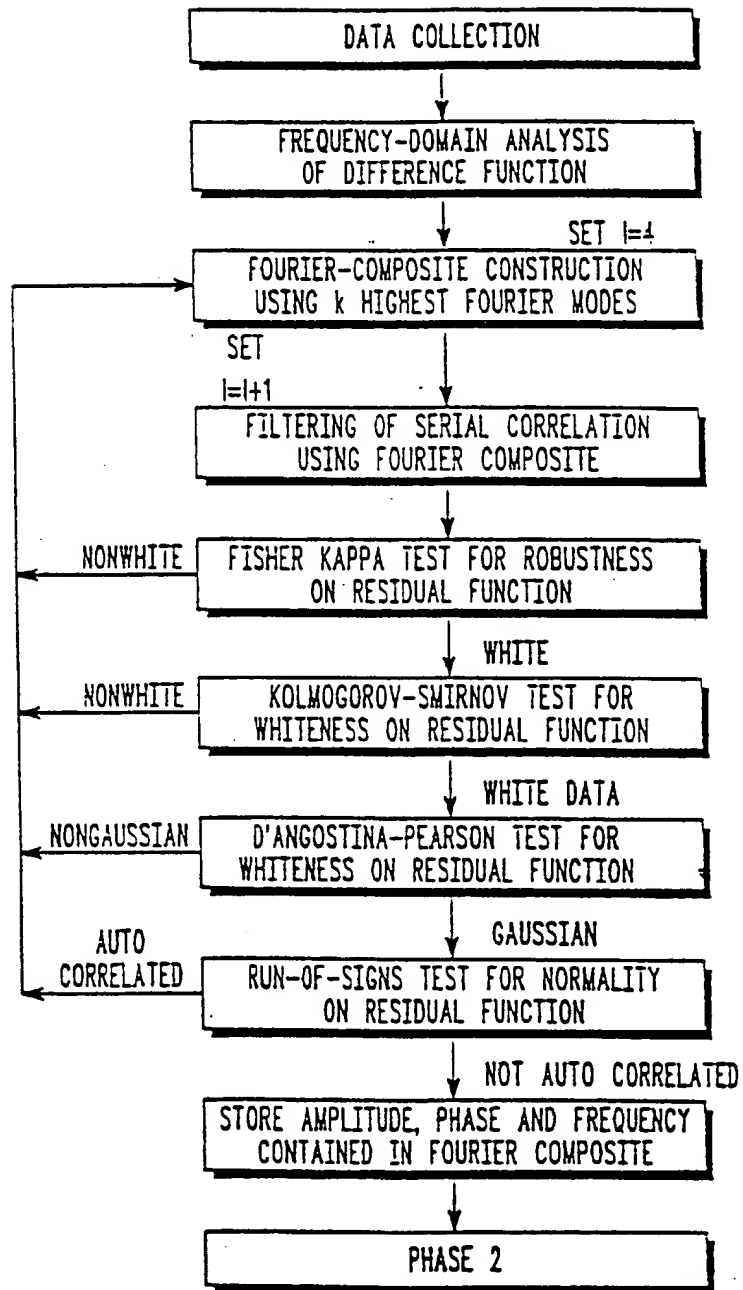 DATA COLLECTION
FREQUENCY-DOMAIN ANALYSIS
OF DIFFERENCE FUNCTION
SET I=1
FOURIER-COMPOSITE CONSTRUCTION
USING k HIGHEST FOURIER MODES
SET
I=I+1
FILTERING OF SERIAL CORRELATION
USING FOURIER COMPOSITE
NONWHITE
FISHER KAPPA TEST FOR ROBUSTNESS
ON RESIDUAL FUNCTION
WHITE
NONWHITE
KOLMOGOROV-SMIRNOV TEST FOR
WHITENESS ON RESIDUAL FUNCTION
WHITE DATA
NONGAUSSIAN
D'ANGOSTINA-PEARSON TEST FOR
WHITENESS ON RESIDUAL FUNCTION
GAUSSIAN
AUTO
CORRELATED
RUN-OF-SIGNS TEST FOR NORMALITY
ON RESIDUAL FUNCTION
NOT AUTO CORRELATED
STORE AMPLITUDE, PHASE AND FREQUENCY
CONTAINED IN FOURIER COMPOSITE
PHASE 2